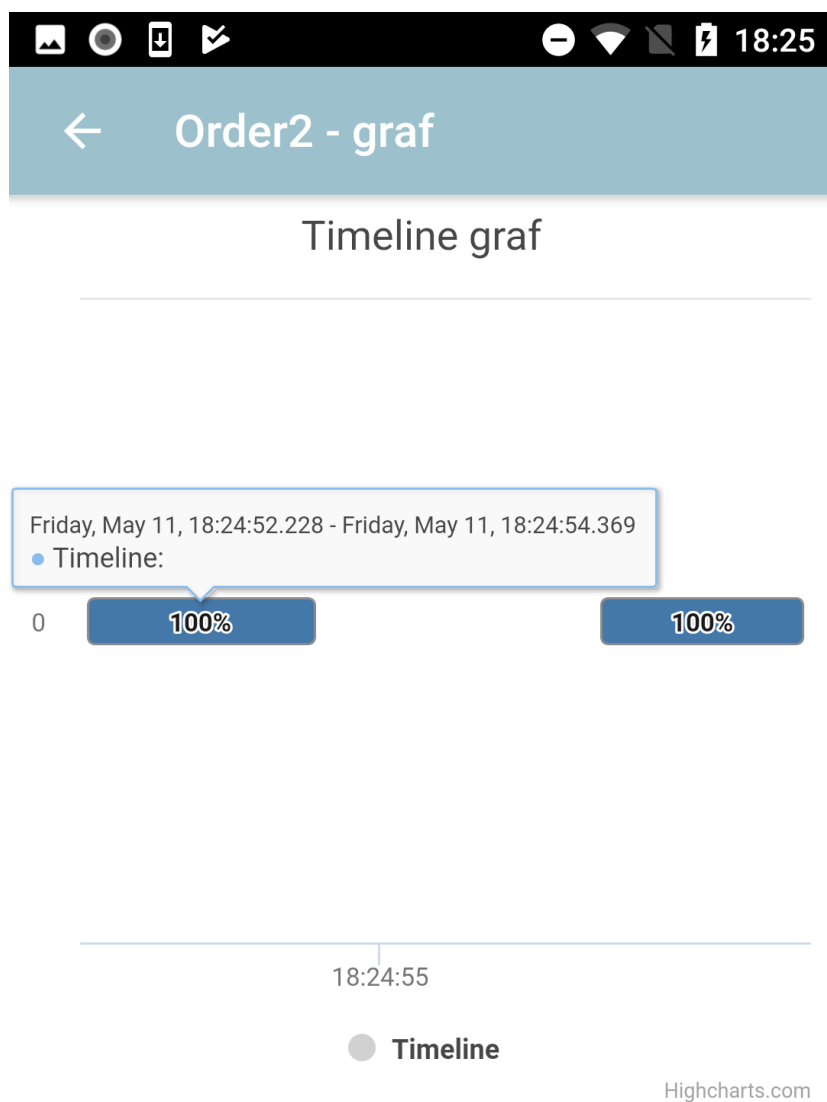 18:25
Order2 - graf
Timeline graf
Friday, May 11, 18:24:52.228 - Friday, May 11, 18:24:54.369
Timeline:
0
100%
100%
18:24:55
Timeline
Highcharts.com